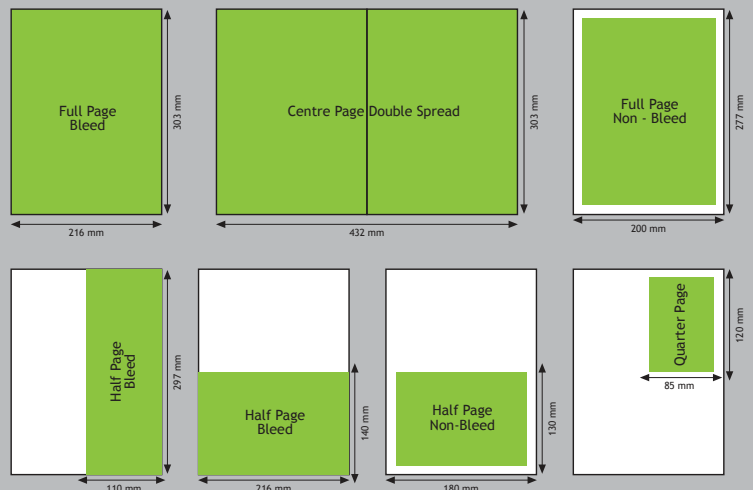 Full Page
Bleed
303 mm
216 mm
Centre Page Double Spread
303 mm
432 mm
Full Page
Non - Bleed
277 mm
200 mm
Half Page
Bleed
297 mm
110 mm
Half Page
Bleed
140 mm
216 mm
Half Page
Non-Bleed
130 mm
180 mm
Quarter Page
120 mm
85 mm